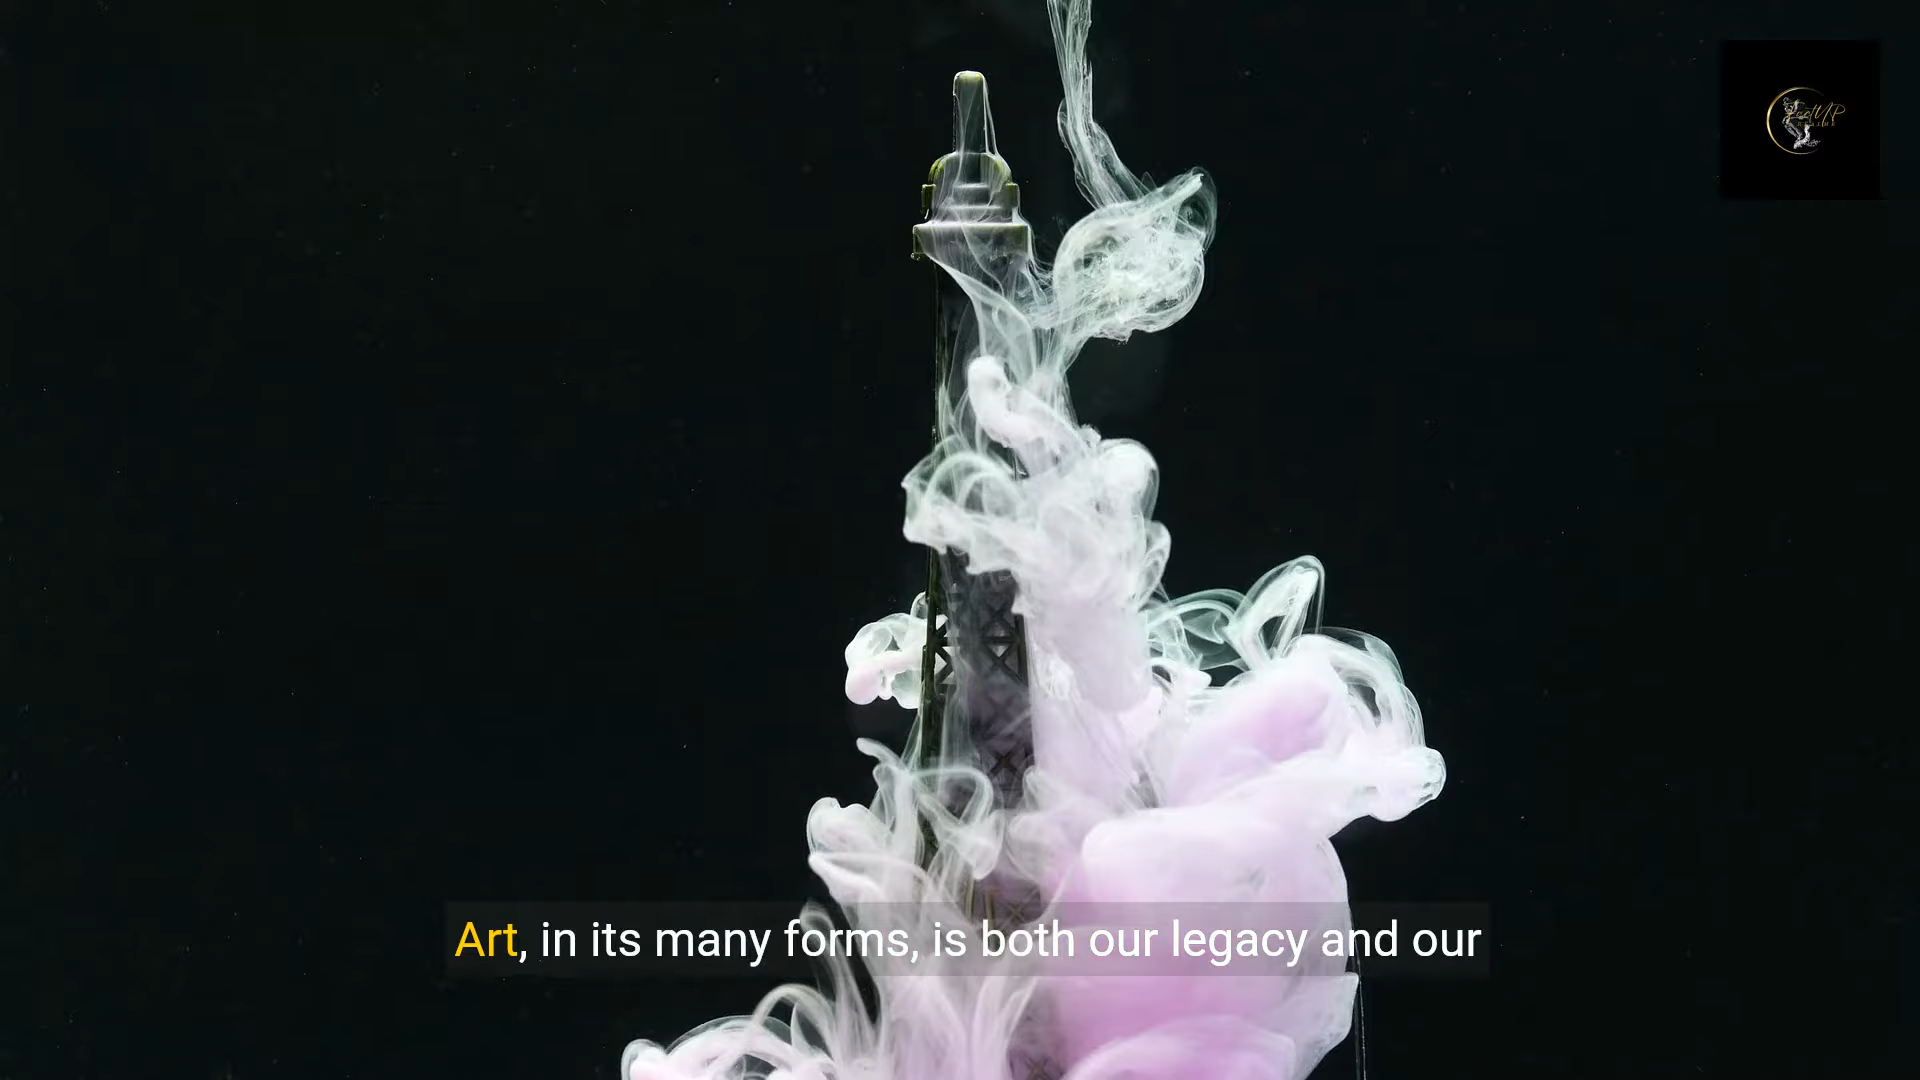 Art, in its many forms, is both our legacy and our